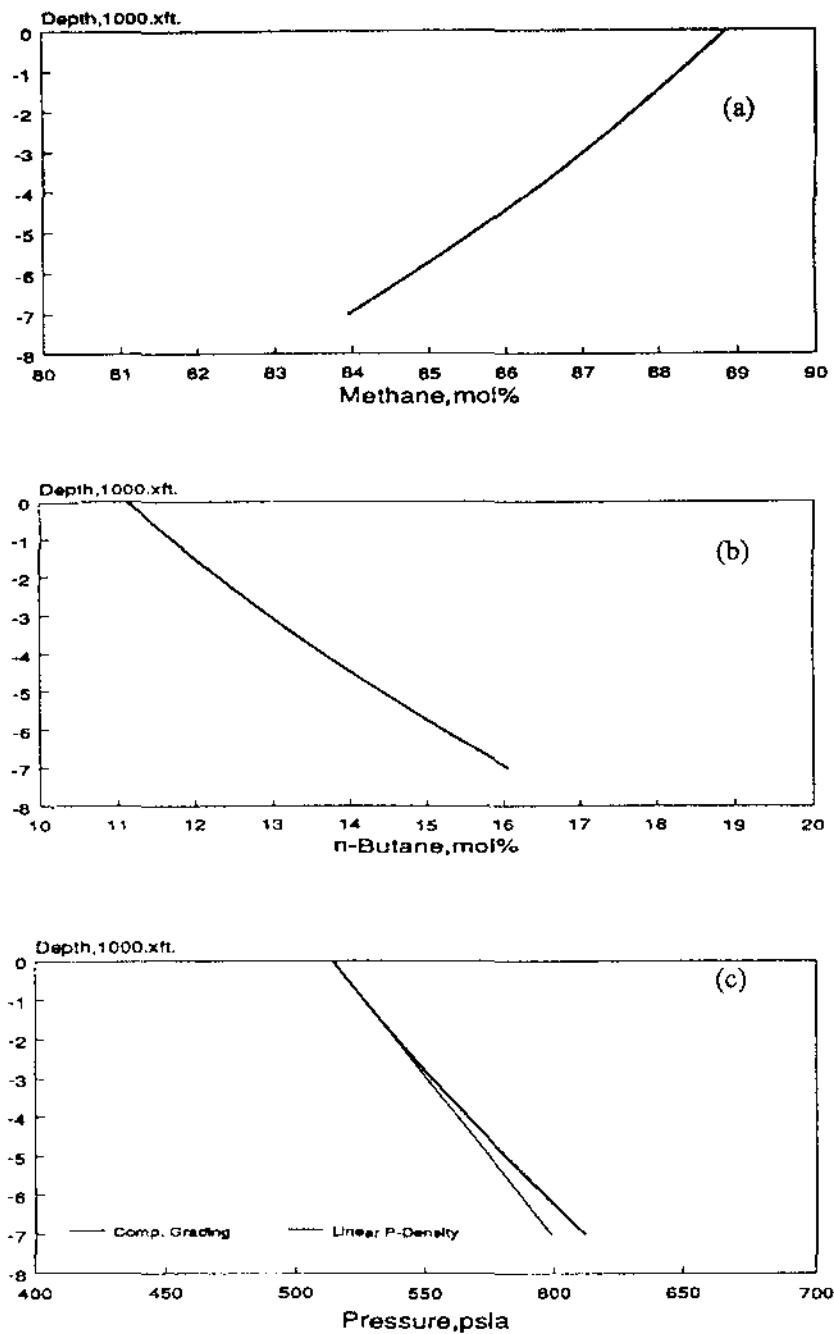 Depth,1000.xft.
0
-1
-2
-3
-4
-5
-6
-7
-8
(a)
80 81 82 83 84 85 86 87 88 89 90
Methane,mol%
Depth,1000.xft.
0
-1
-2
-3
-4
-5
-6
-7
-8
(b)
10 11 12 13 14 15 16 17 18 19 20
n-Butane,mol%
Depth,1000.xft.
0
-1
-2
-3
-4
-5
-6
-7
-8
(c)
Comp. Grading Linear P-Density
400 450 500 550 600 650 700
Pressure,psia